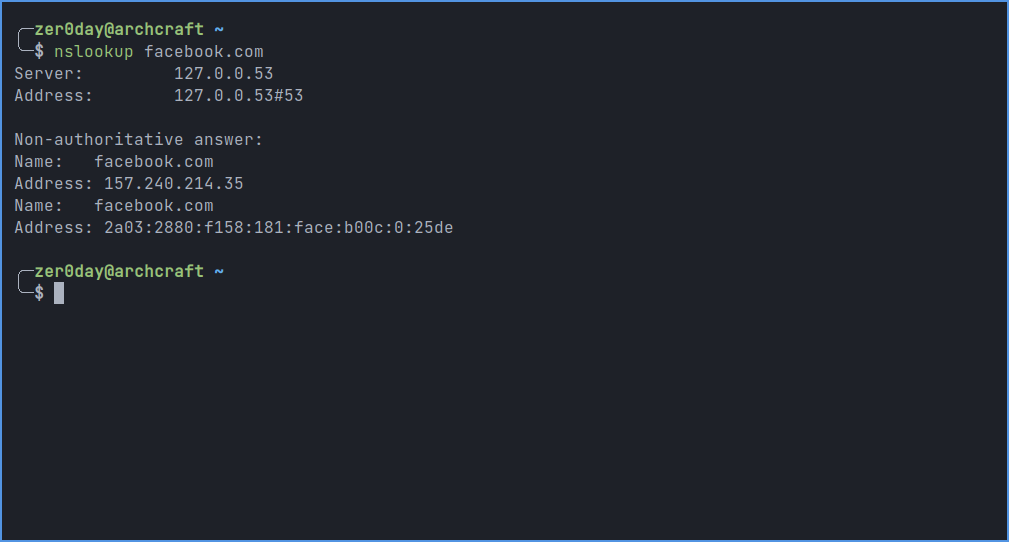 zer0day@archcraft ~
$ nslookup facebook.com
Server:         127.0.0.53
Address:        127.0.0.53#53
Non-authoritative answer:
Name:   facebook.com
Address: 157.240.214.35
Name:   facebook.com
Address: 2a03:2880:f158:181:face:b00c:0:25de
zer0day@archcraft ~
$